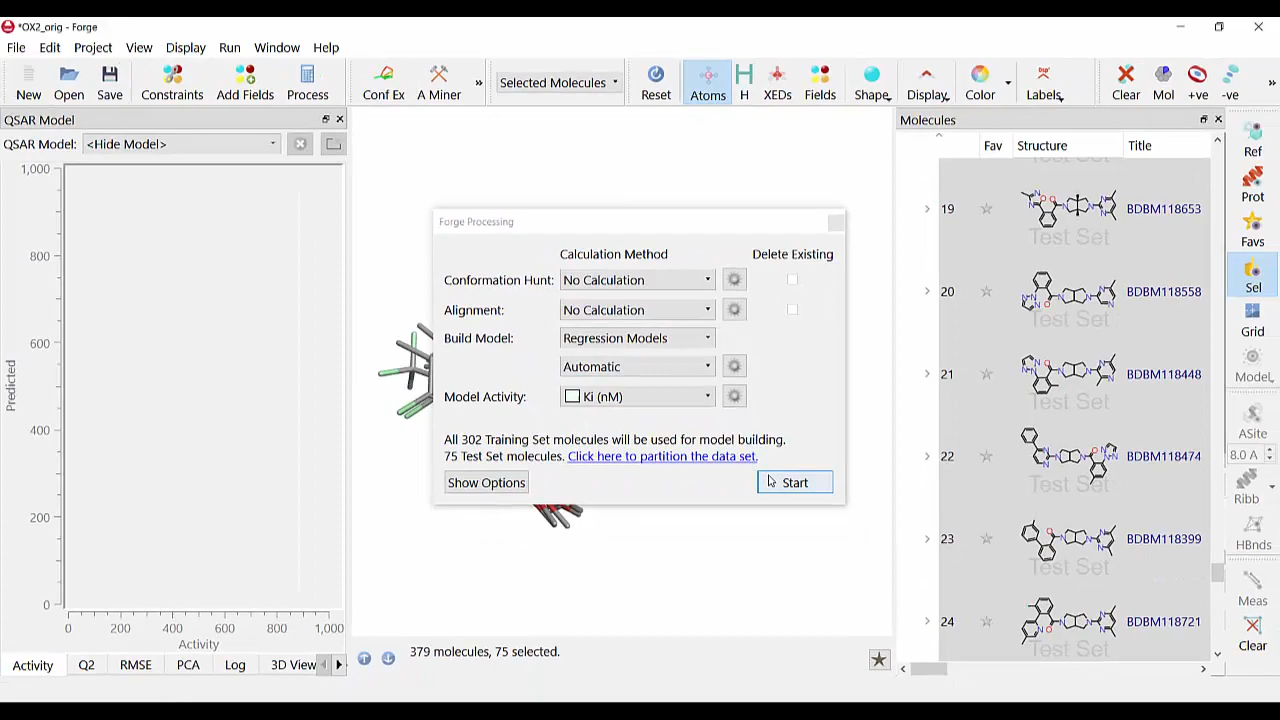 *OX2_orig - Forge
File Edit Project View Display Run Window Help
New Open Save Constraints Add Fields Process Conf Ex A Miner » Selected Molecules Reset Atoms H XEDs Fields Shape Display Color Labels Clear Mol +ve -ve »
QSAR Model
QSAR Model: <Hide Model>
1,000
800
600
400
200
0
Predicted
0 200 400 600 800 1,000
Activity
Activity Q2 RMSE PCA Log 3D View
Forge Processing
Calculation Method Delete Existing
Conformation Hunt: No Calculation
Alignment: No Calculation
Build Model: Regression Models
Automatic
Model Activity: Ki (nM)
All 302 Training Set molecules will be used for model building.
75 Test Set molecules. Click here to partition the data set.
Show Options Start
379 molecules, 75 selected.
Molecules
Fav Structure Title
Test Set
19 BDBM118653
Test Set
20 BDBM118558
Test Set
21 BDBM118448
Test Set
22 BDBM118474
Test Set
23 BDBM118399
Test Set
24 BDBM118721
Test Set
Ref
Prot
Favs
Sel
Grid
Model
ASite
8.0 A
Ribb
HBnds
Meas
Clear